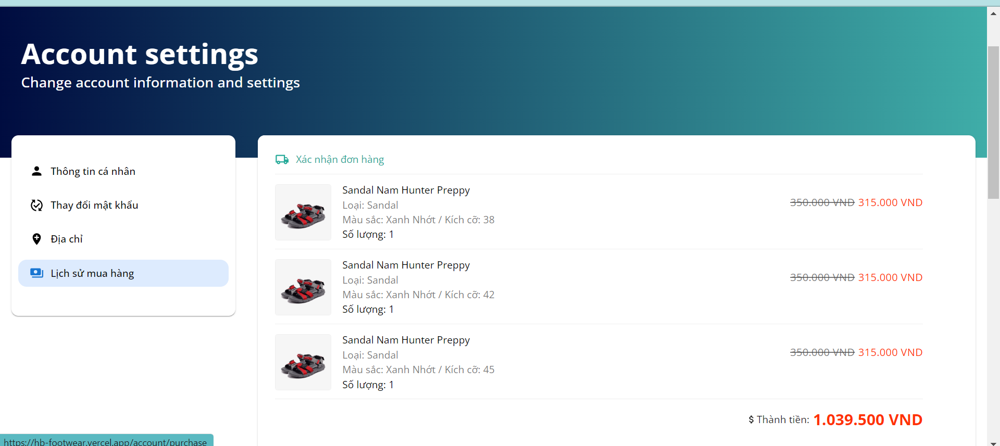 Account settings
Change account information and settings
Thông tin cá nhân
Thay đổi mật khẩu
Địa chỉ
Lịch sử mua hàng
Xác nhận đơn hàng
Sandal Nam Hunter Preppy
Loại: Sandal
Màu sắc: Xanh Nhớt / Kích cỡ: 38
Số lượng: 1
350.000 VND 315.000 VND
Sandal Nam Hunter Preppy
Loại: Sandal
Màu sắc: Xanh Nhớt / Kích cỡ: 42
Số lượng: 1
350.000 VND 315.000 VND
Sandal Nam Hunter Preppy
Loại: Sandal
Màu sắc: Xanh Nhớt / Kích cỡ: 45
Số lượng: 1
350.000 VND 315.000 VND
$ Thành tiền: 1.039.500 VND
https://hb-footwear.vercel.app/account/purchase